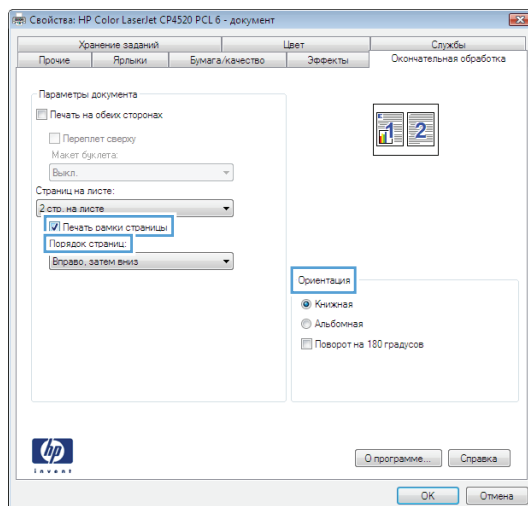 Свойства: HP Color LaserJet CP4520 PCL 6 - документ
Хранение заданий
Цвет
Службы
Прочие
Ярлыки
Бумага/качество
Эффекты
Окончательная обработка
Параметры документа
Печать на обеих сторонах
Переплет сверху
Макет буклета:
Выкл.
Страниц на листе:
2 стр. на листе
Печать рамки страницы
Порядок страниц:
Вправо, затем вниз
1 2
Ориентация
Книжная
Альбомная
Поворот на 180 градусов
hp
invent
О программе...
Справка
OK
Отмена